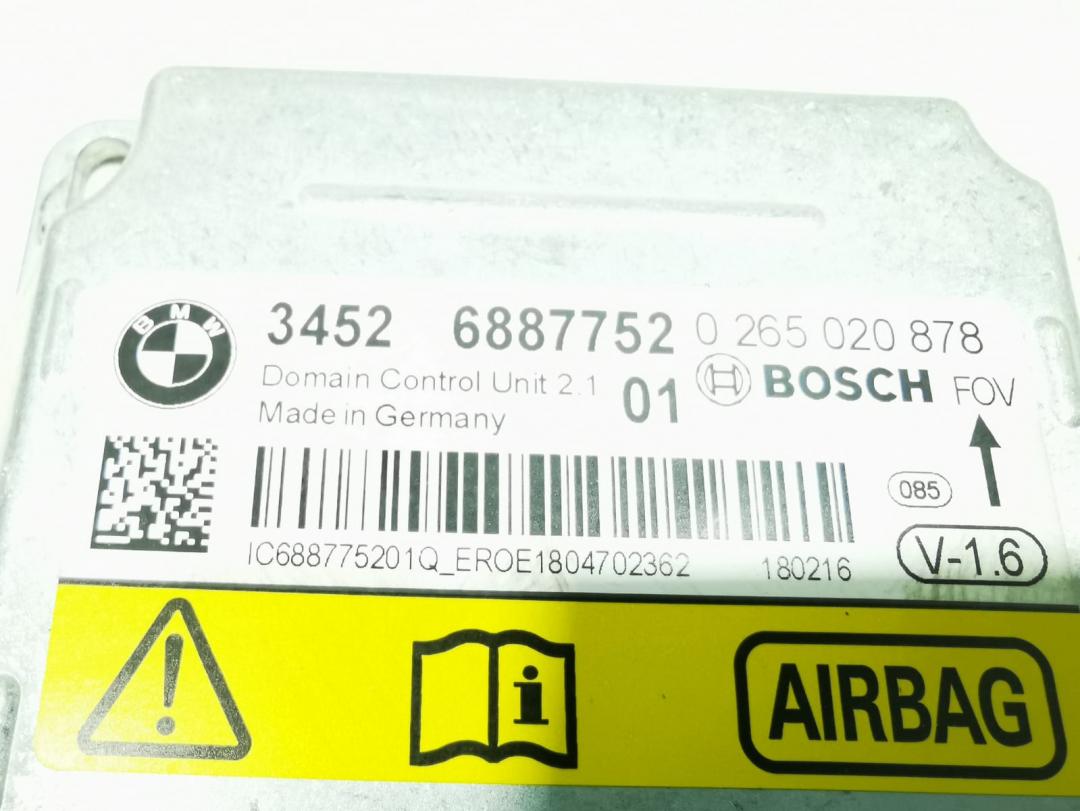 BMW
3452 6887752 0 265 020 878
Domain Control Unit 2.1 01 BOSCH FOV
Made in Germany
085
IC688775201Q_EROE1804702362 180216 V-1.6
AIRBAG